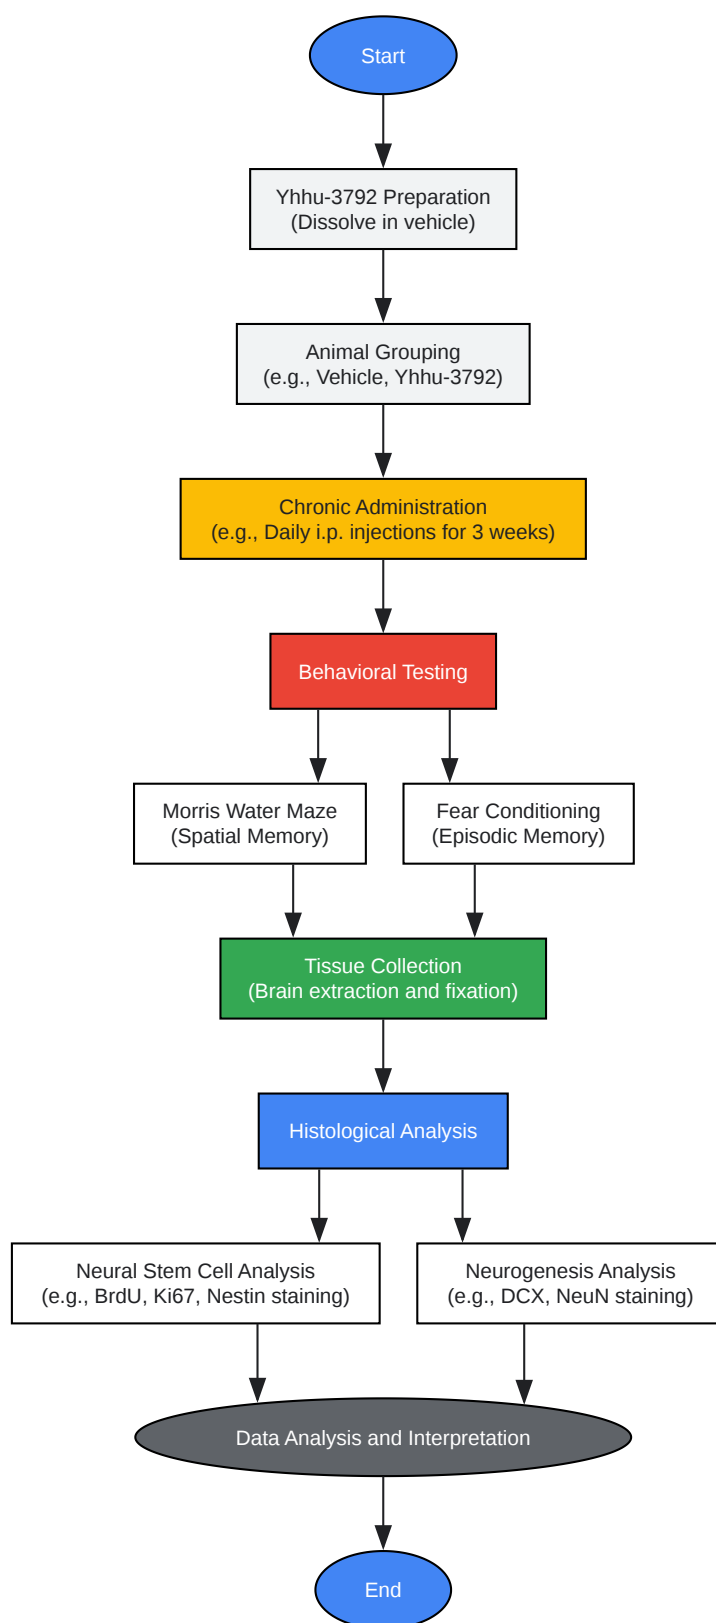 Start
Yhhu-3792 Preparation
(Dissolve in vehicle)
Animal Grouping
(e.g., Vehicle, Yhhu-3792)
Chronic Administration
(e.g., Daily i.p. injections for 3 weeks)
Behavioral Testing
Morris Water Maze
(Spatial Memory)
Fear Conditioning
(Episodic Memory)
Tissue Collection
(Brain extraction and fixation)
Histological Analysis
Neural Stem Cell Analysis
(e.g., BrdU, Ki67, Nestin staining)
Neurogenesis Analysis
(e.g., DCX, NeuN staining)
Data Analysis and Interpretation
End